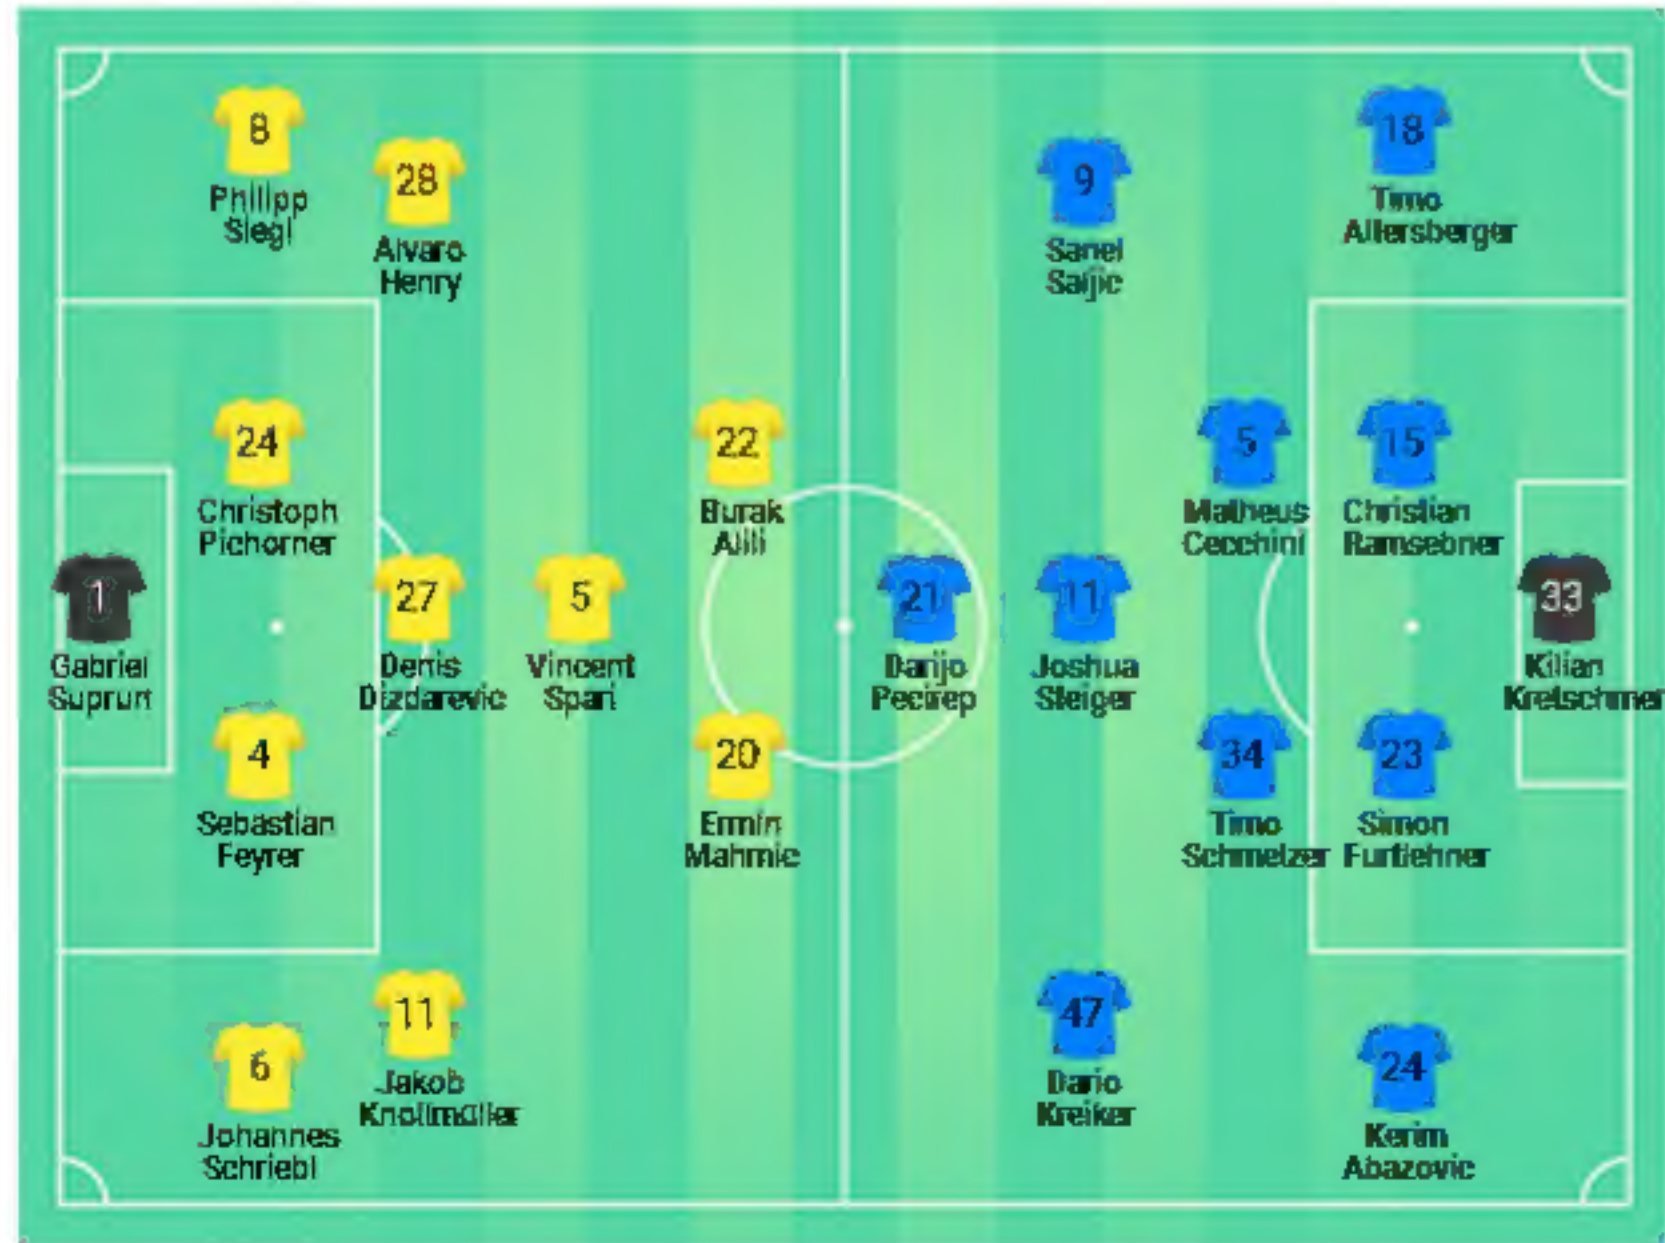 8
Philipp
Siegl
28
Alvaro
Henry
24
Christoph
Pichorner
1
Gabriel
Suprun
27
Denis
Dizdarevic
5
Vincent
Spari
4
Sebastian
Feyrer
6
Johannes
Schriebl
11
Jakob
Knollmüller
22
Burak
Alili
20
Ermin
Mahmic
21
Darijo
Pecirep
9
Sanel
Saljic
11
Joshua
Steiger
47
Dario
Kreiker
5
Matheus
Cecchini
34
Timo
Schmelzer
18
Timo
Altersberger
15
Christian
Ramsebner
23
Simon
Furtlehner
24
Kerim
Abazovic
33
Kilian
Kretschmer